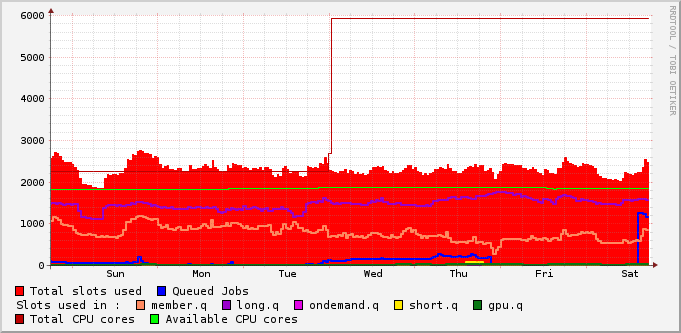 RRDTOOL / TOBI OETIKER
6000
5000
4000
3000
2000
1000
0
Sun Mon Tue Wed Thu Fri Sat
Total slots used Queued Jobs
Slots used in : member.q long.q ondemand.q short.q gpu.q
Total CPU cores Available CPU cores